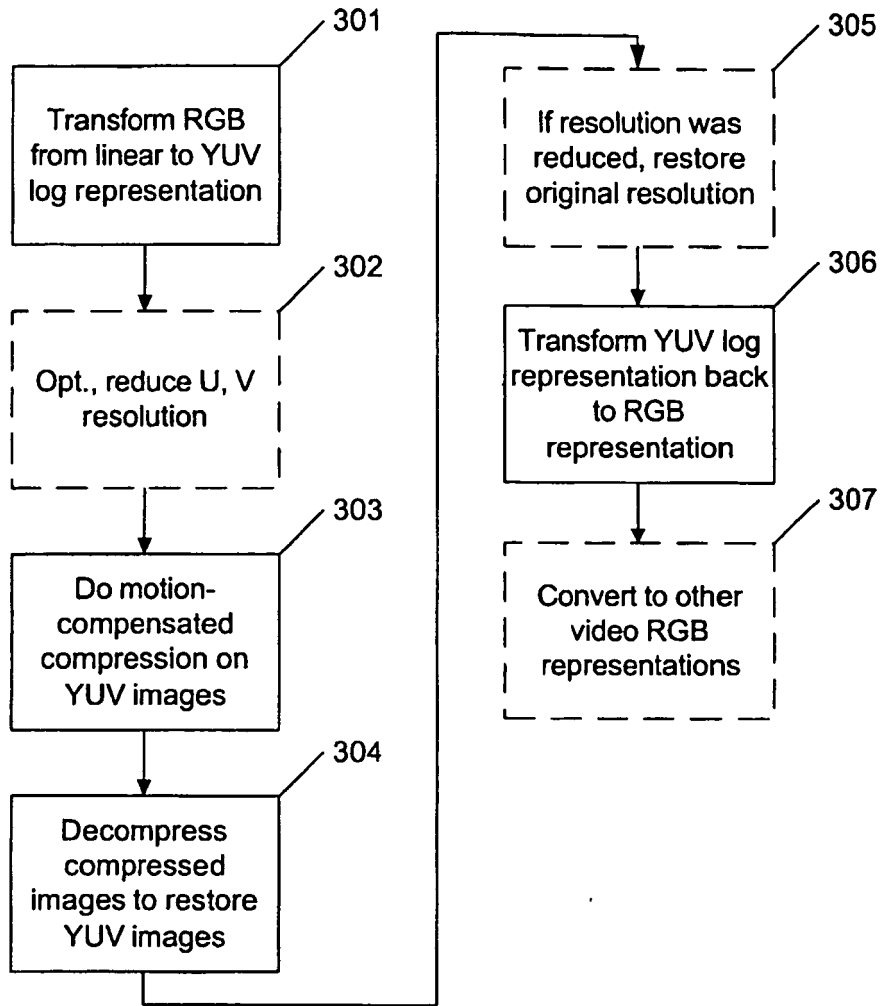 301
Transform RGB
from linear to YUV
log representation
302
Opt., reduce U, V
resolution
303
Do motion-
compensated
compression on
YUV images
304
Decompress
compressed
images to restore
YUV images
305
If resolution was
reduced, restore
original resolution
306
Transform YUV log
representation back
to RGB
representation
307
Convert to other
video RGB
representations